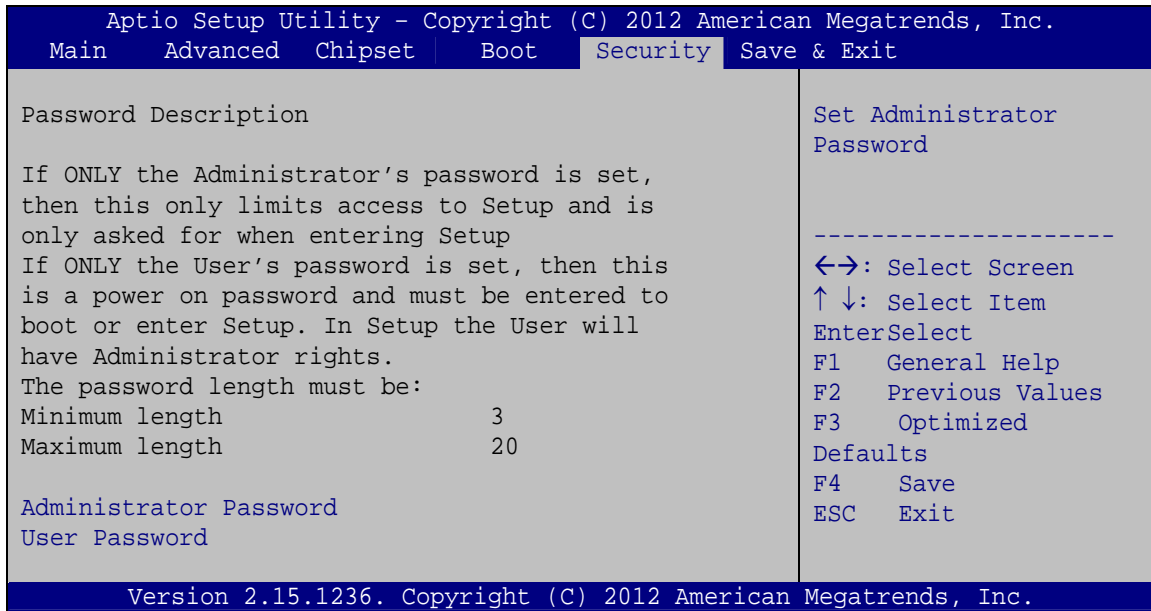 Aptio Setup Utility – Copyright (C) 2012 American Megatrends, Inc.
Main Advanced Chipset Boot Security Save & Exit
Password Description
If ONLY the Administrator’s password is set,
then this only limits access to Setup and is
only asked for when entering Setup
If ONLY the User’s password is set, then this
is a power on password and must be entered to
boot or enter Setup. In Setup the User will
have Administrator rights.
The password length must be:
Minimum length 3
Maximum length 20
Administrator Password
User Password
Set Administrator
Password
---------------------
←→: Select Screen
↑ ↓: Select Item
EnterSelect
F1 General Help
F2 Previous Values
F3 Optimized
Defaults
F4 Save
ESC Exit
Version 2.15.1236. Copyright (C) 2012 American Megatrends, Inc.